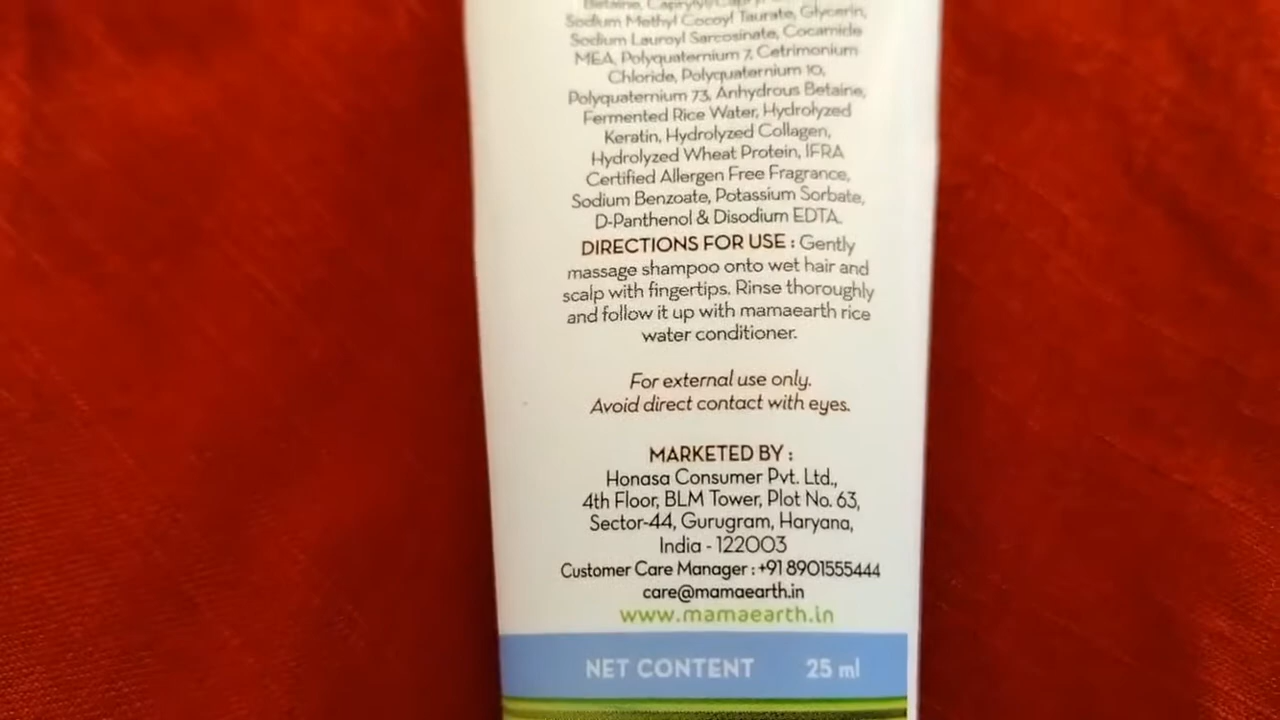 Betaine,
Sodium Methyl Cocoyl Taurate, Glycerin,
Sodium Lauroyl Sarcosinate, Cocamide
MEA, Polyquaternium 7, Cetrimonium
Chloride, Polyquaternium 10,
Polyquaternium 73, Anhydrous Betaine,
Fermented Rice Water, Hydrolyzed
Keratin, Hydrolyzed Collagen,
Hydrolyzed Wheat Protein, IFRA
Certified Allergen Free Fragrance,
Sodium Benzoate, Potassium Sorbate,
D-Panthenol & Disodium EDTA.
DIRECTIONS FOR USE : Gently
massage shampoo onto wet hair and
scalp with fingertips. Rinse thoroughly
and follow it up with mamaearth rice
water conditioner.
For external use only.
Avoid direct contact with eyes.
MARKETED BY :
Honasa Consumer Pvt. Ltd.,
4th Floor, BLM Tower, Plot No. 63,
Sector-44, Gurugram, Haryana,
India - 122003
Customer Care Manager : +91 8901555444
care@mamaearth.in
www.mamaearth.in
NET CONTENT 25 ml